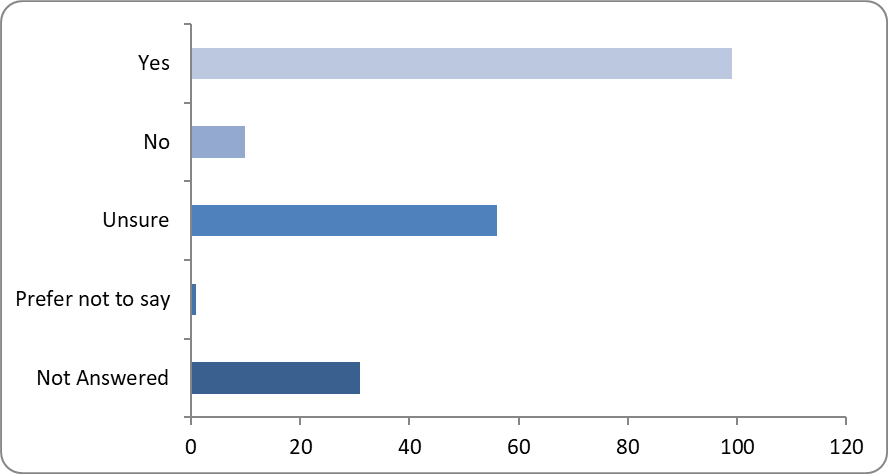 Yes
No
Unsure
Prefer not to say
Not Answered
0 20 40 60 80 100 120